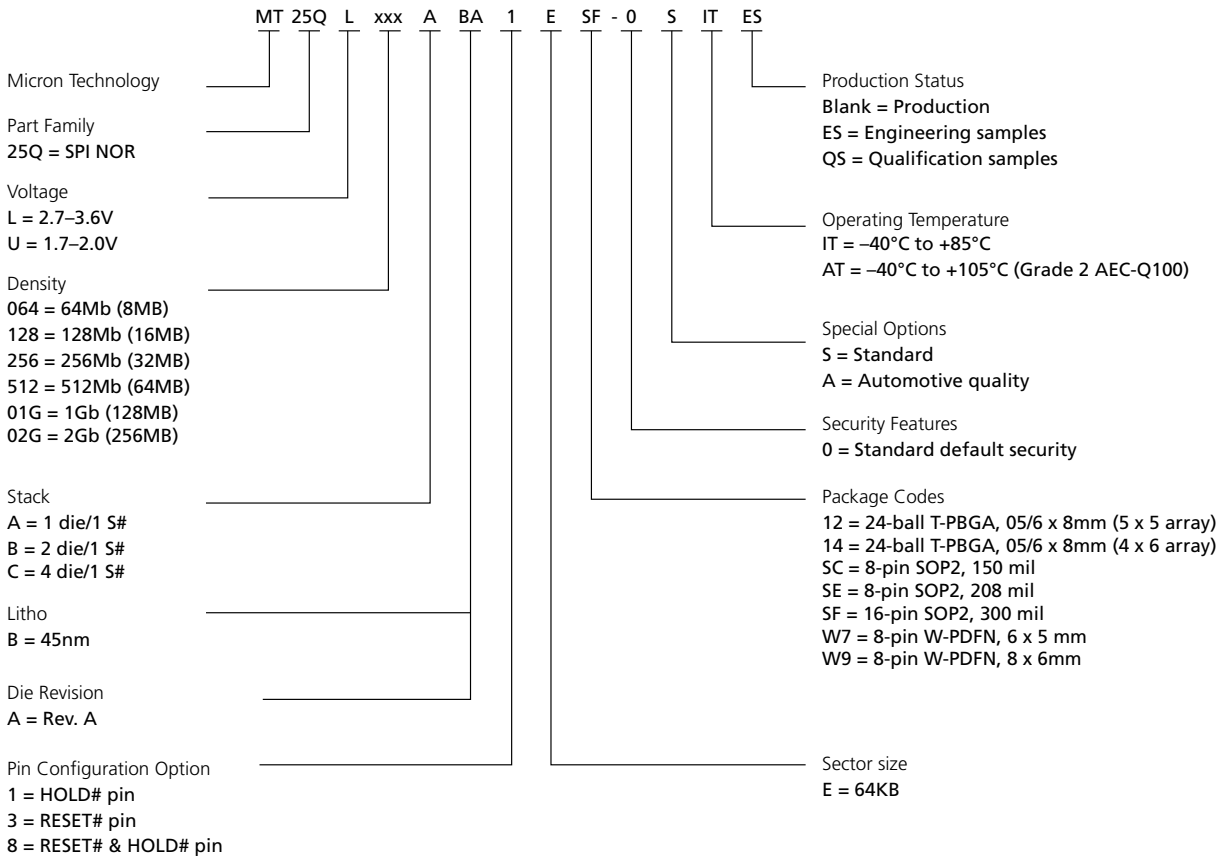 MT 25Q L xxx A BA 1 E SF - 0 S IT ES
Micron Technology
Part Family
25Q = SPI NOR
Voltage
L = 2.7–3.6V
U = 1.7–2.0V
Density
064 = 64Mb (8MB)
128 = 128Mb (16MB)
256 = 256Mb (32MB)
512 = 512Mb (64MB)
01G = 1Gb (128MB)
02G = 2Gb (256MB)
Stack
A = 1 die/1 S#
B = 2 die/1 S#
C = 4 die/1 S#
Litho
B = 45nm
Die Revision
A = Rev. A
Pin Configuration Option
1 = HOLD# pin
3 = RESET# pin
8 = RESET# & HOLD# pin
Production Status
Blank = Production
ES = Engineering samples
QS = Qualification samples
Operating Temperature
IT = –40°C to +85°C
AT = –40°C to +105°C (Grade 2 AEC-Q100)
Special Options
S = Standard
A = Automotive quality
Security Features
0 = Standard default security
Package Codes
12 = 24-ball T-PBGA, 05/6 x 8mm (5 x 5 array)
14 = 24-ball T-PBGA, 05/6 x 8mm (4 x 6 array)
SC = 8-pin SOP2, 150 mil
SE = 8-pin SOP2, 208 mil
SF = 16-pin SOP2, 300 mil
W7 = 8-pin W-PDFN, 6 x 5 mm
W9 = 8-pin W-PDFN, 8 x 6mm
Sector size
E = 64KB